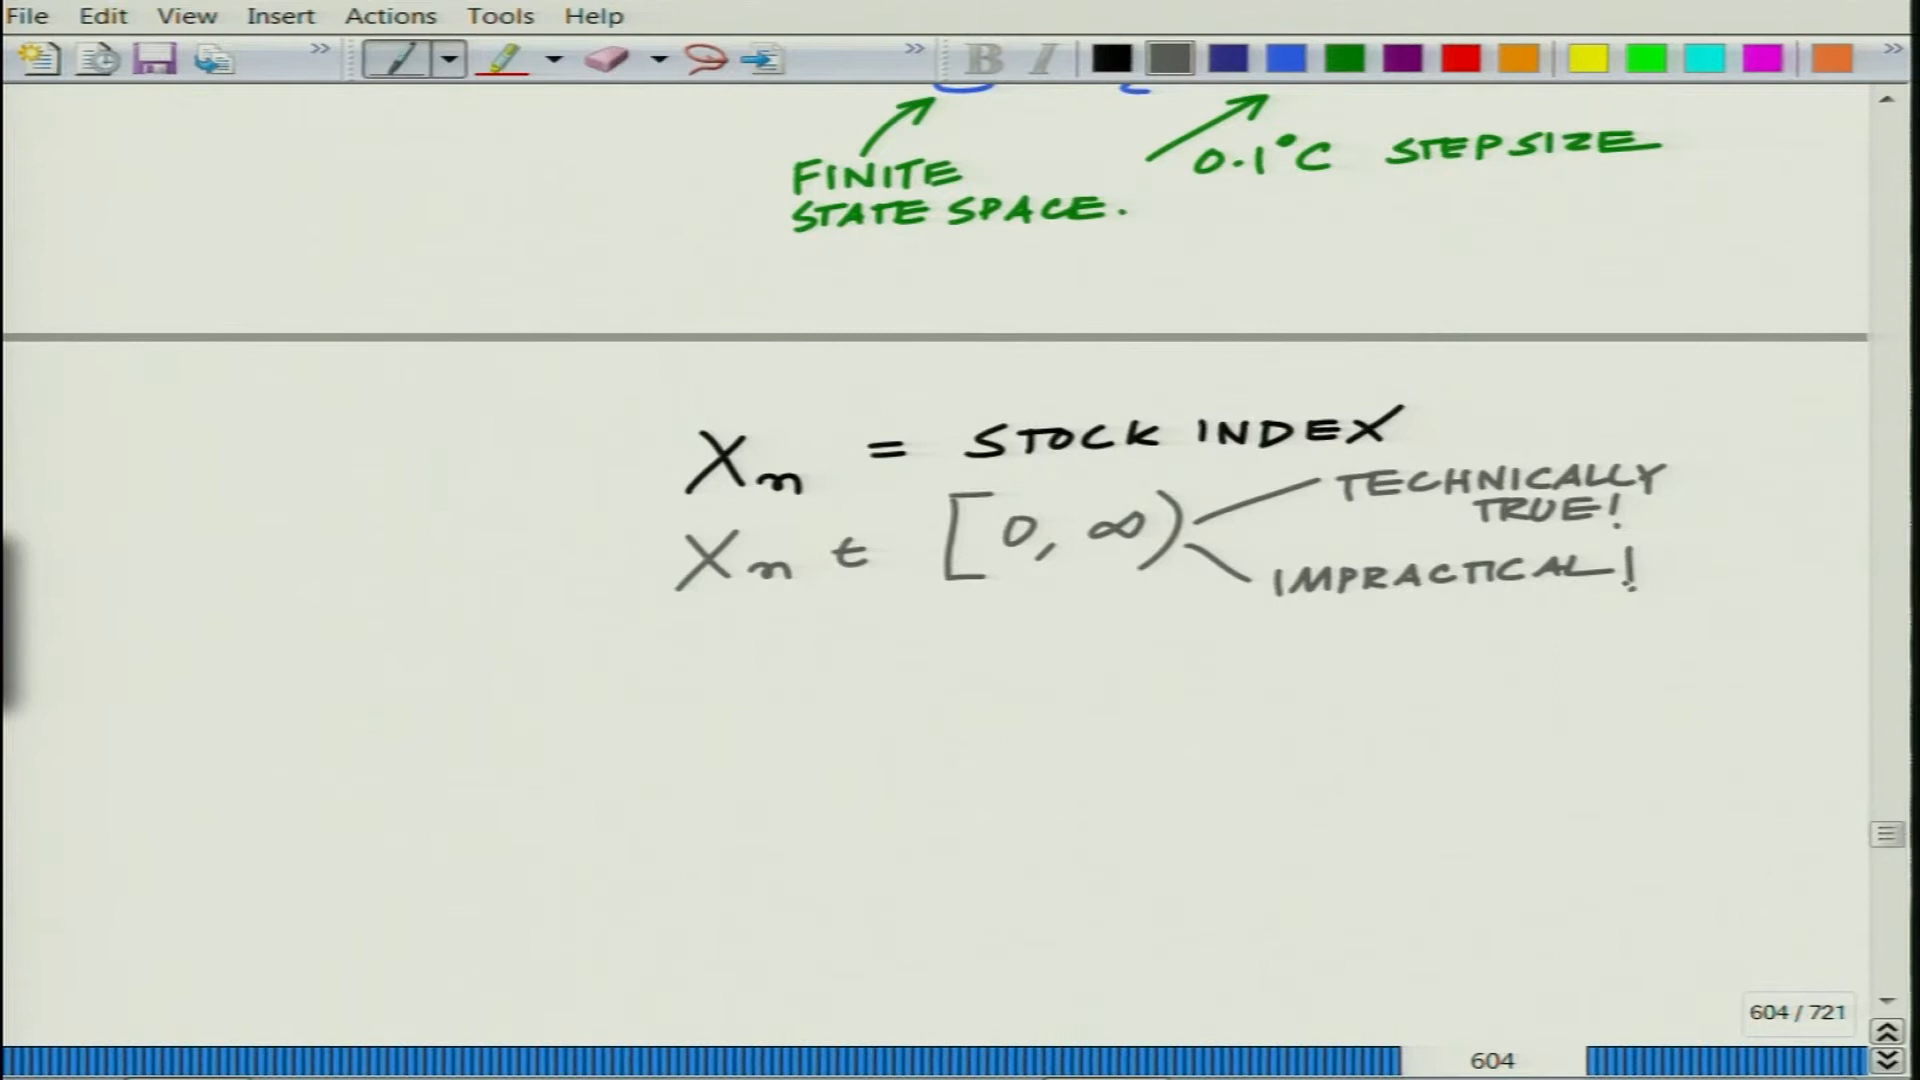 File Edit View Insert Actions Tools Help
B I
0.1°C STEPSIZE
FINITE
STATE SPACE.
Xn = STOCK INDEX
Xn ∈ [0, ∞)
TECHNICALLY
TRUE!
IMPRACTICAL!
604 / 721
604